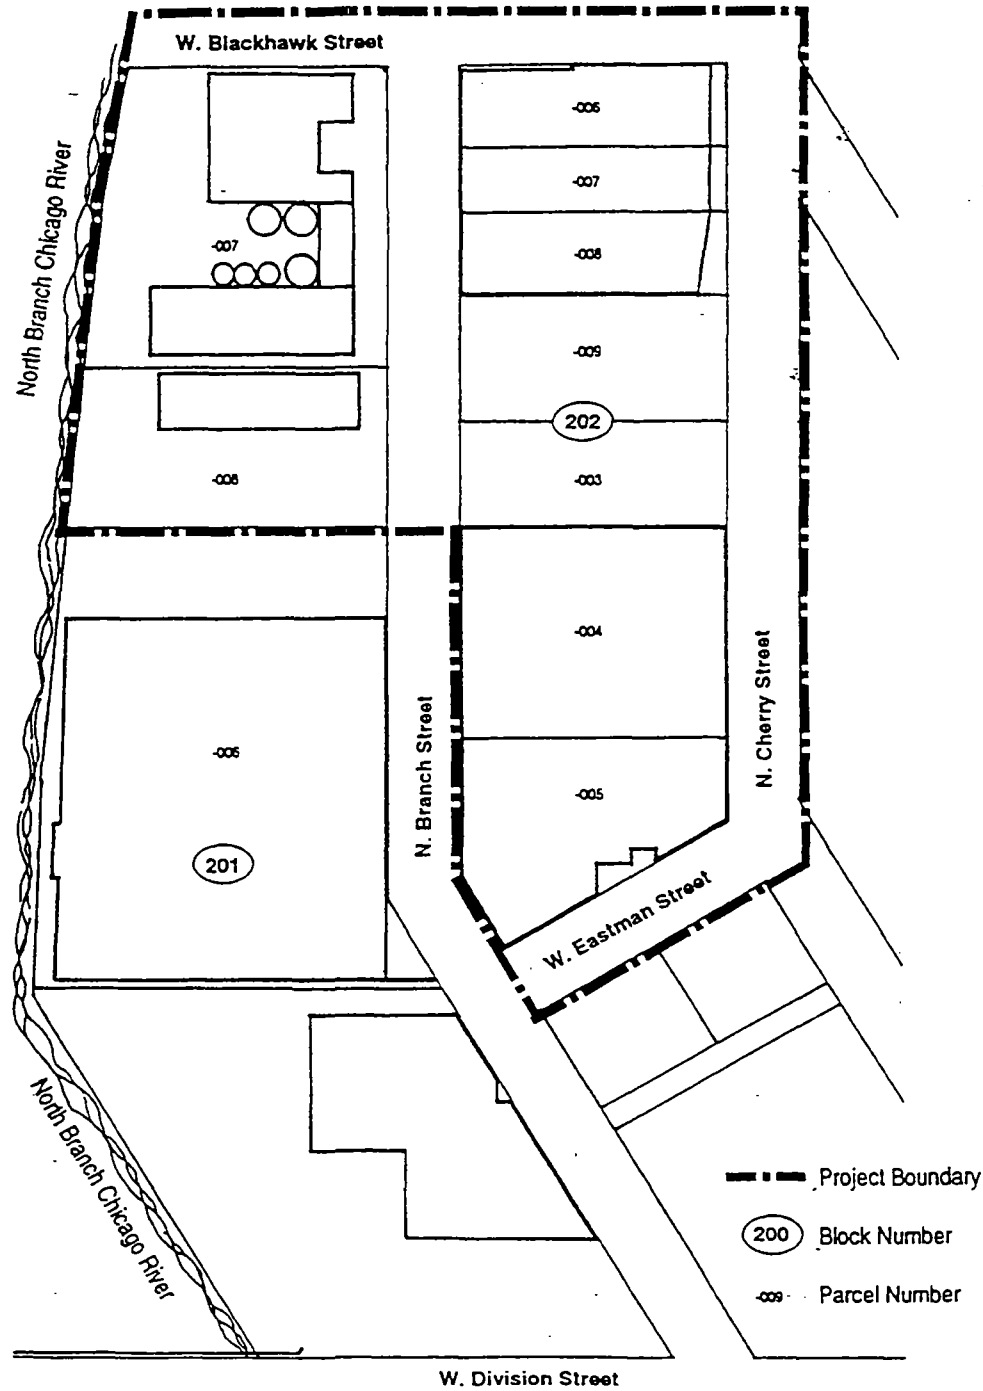 W. Blackhawk Street
North Branch Chicago River
-006
-007
-007
-008
-009
202
-008
-003
-004
N. Branch Street
N. Cherry Street
-006
-005
201
W. Eastman Street
North Branch Chicago River
Project Boundary
200 Block Number
-009- Parcel Number
W. Division Street